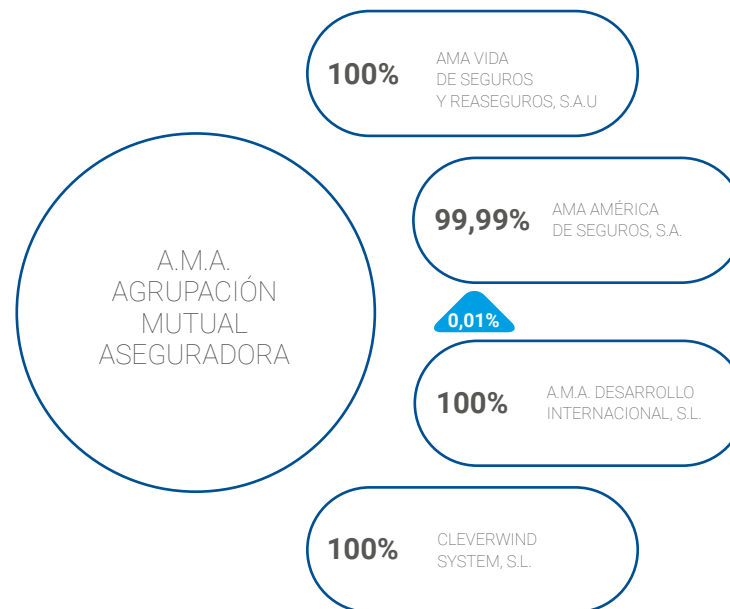 100%
AMA VIDA
DE SEGUROS
Y REASEGUROS, S.A.U
99,99%
AMA AMÉRICA
DE SEGUROS, S.A.
A.M.A.
AGRUPACIÓN
MUTUAL
ASEGURADORA
0,01%
100%
A.M.A. DESARROLLO
INTERNACIONAL, S.L.
100%
CLEVERWIND
SYSTEM, S.L.